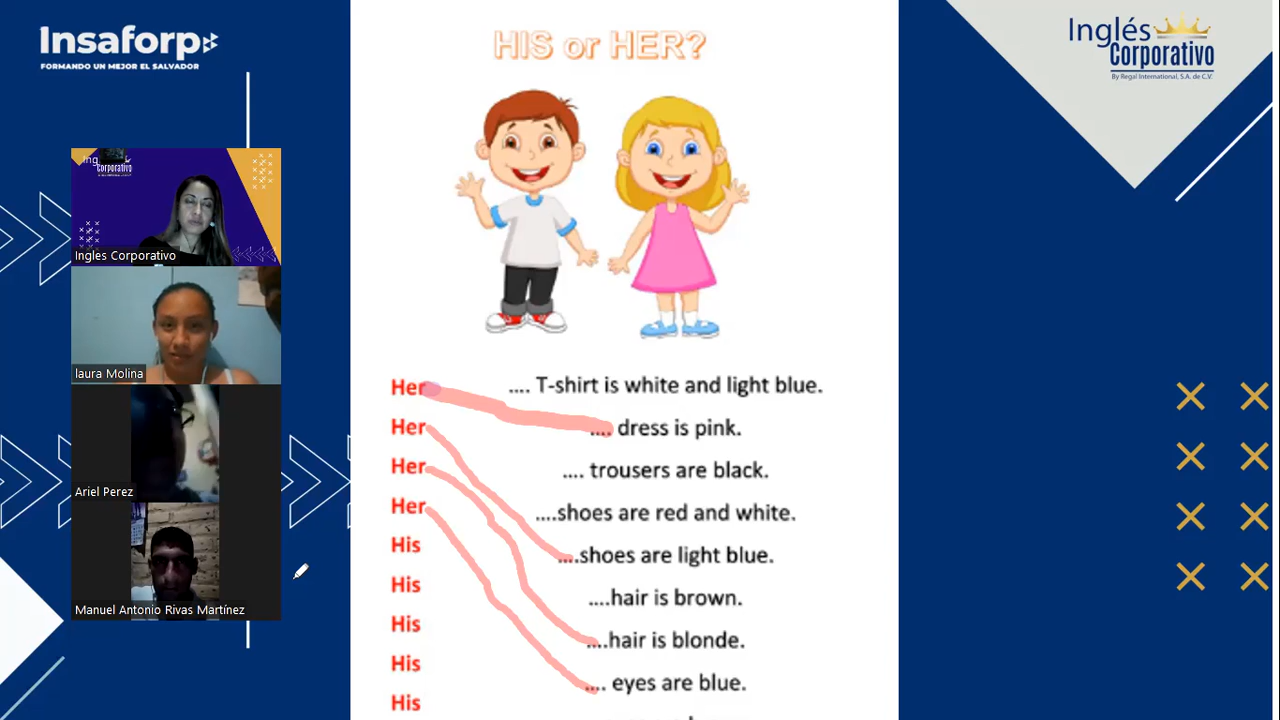 Insaforp
FORMANDO UN MEJOR EL SALVADOR
HIS or HER?
Inglés
Corporativo
By Regal International, S.A. de C.V.
Corporativo
Ingles Corporativo
laura Molina
Ariel Perez
Manuel Antonio Rivas Martínez
Her
Her
Her
Her
His
His
His
His
His
.... T-shirt is white and light blue.
.... dress is pink.
.... trousers are black.
....shoes are red and white.
....shoes are light blue.
....hair is brown.
....hair is blonde.
.... eyes are blue.